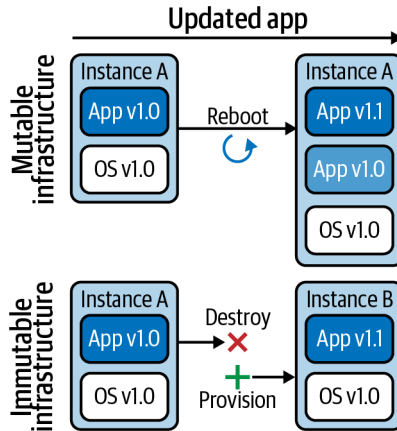 Updated app
Mutable
infrastructure
Instance A
App v1.0
OS v1.0
Reboot
Instance A
App v1.1
App v1.0
OS v1.0
Immutable
infrastructure
Instance A
App v1.0
OS v1.0
Destroy
Provision
Instance B
App v1.1
OS v1.0